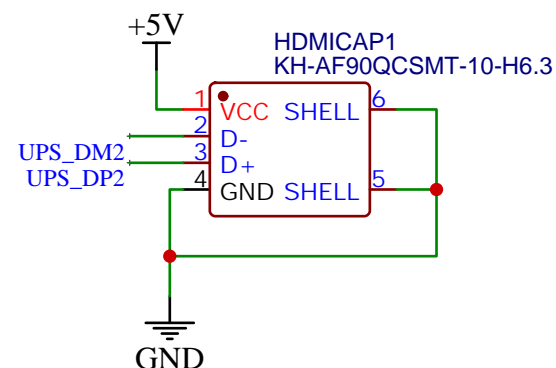 +5V
HDMICAP1
KH-AF90QCSMT-10-H6.3
1 VCC SHELL 6
UPS_DM2 2 D-
UPS_DP2 3 D+
4 GND SHELL 5
GND